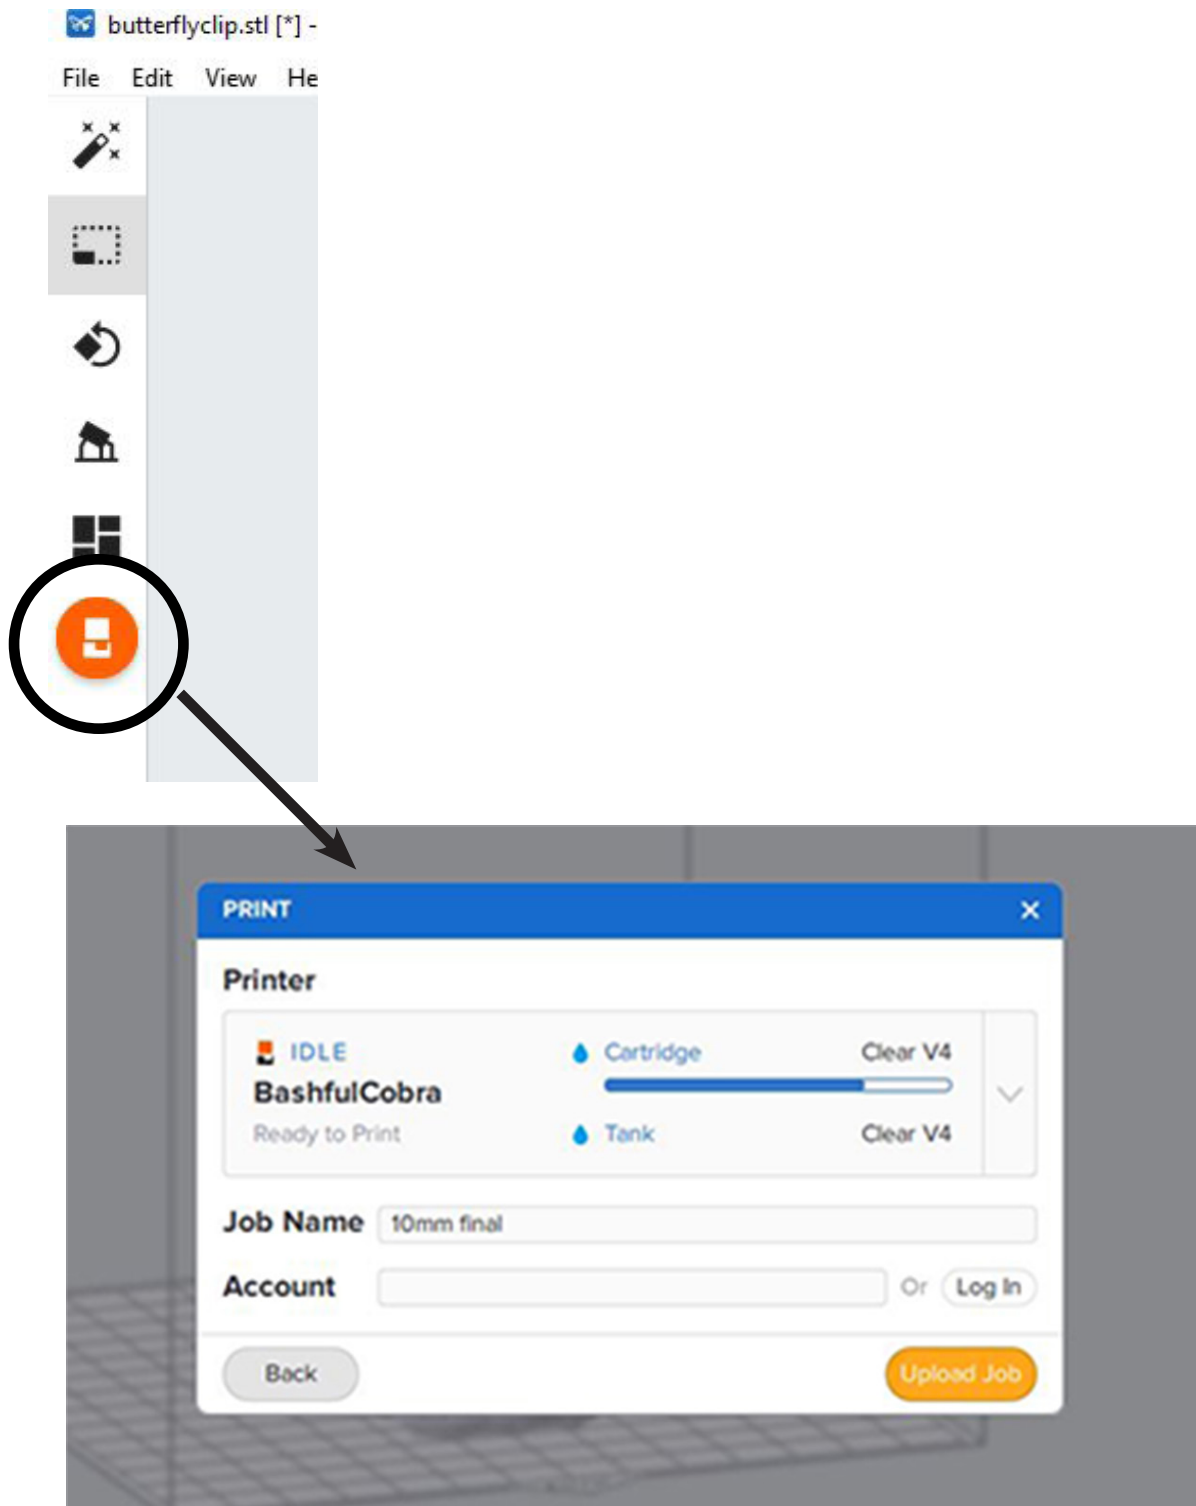 butterflyclip.stl [*] -
File Edit View He
PRINT
Printer
IDLE Cartridge Clear V4
BashfulCobra
Ready to Print Tank Clear V4
Job Name 10mm final
Account Or Log In
Back Upload Job